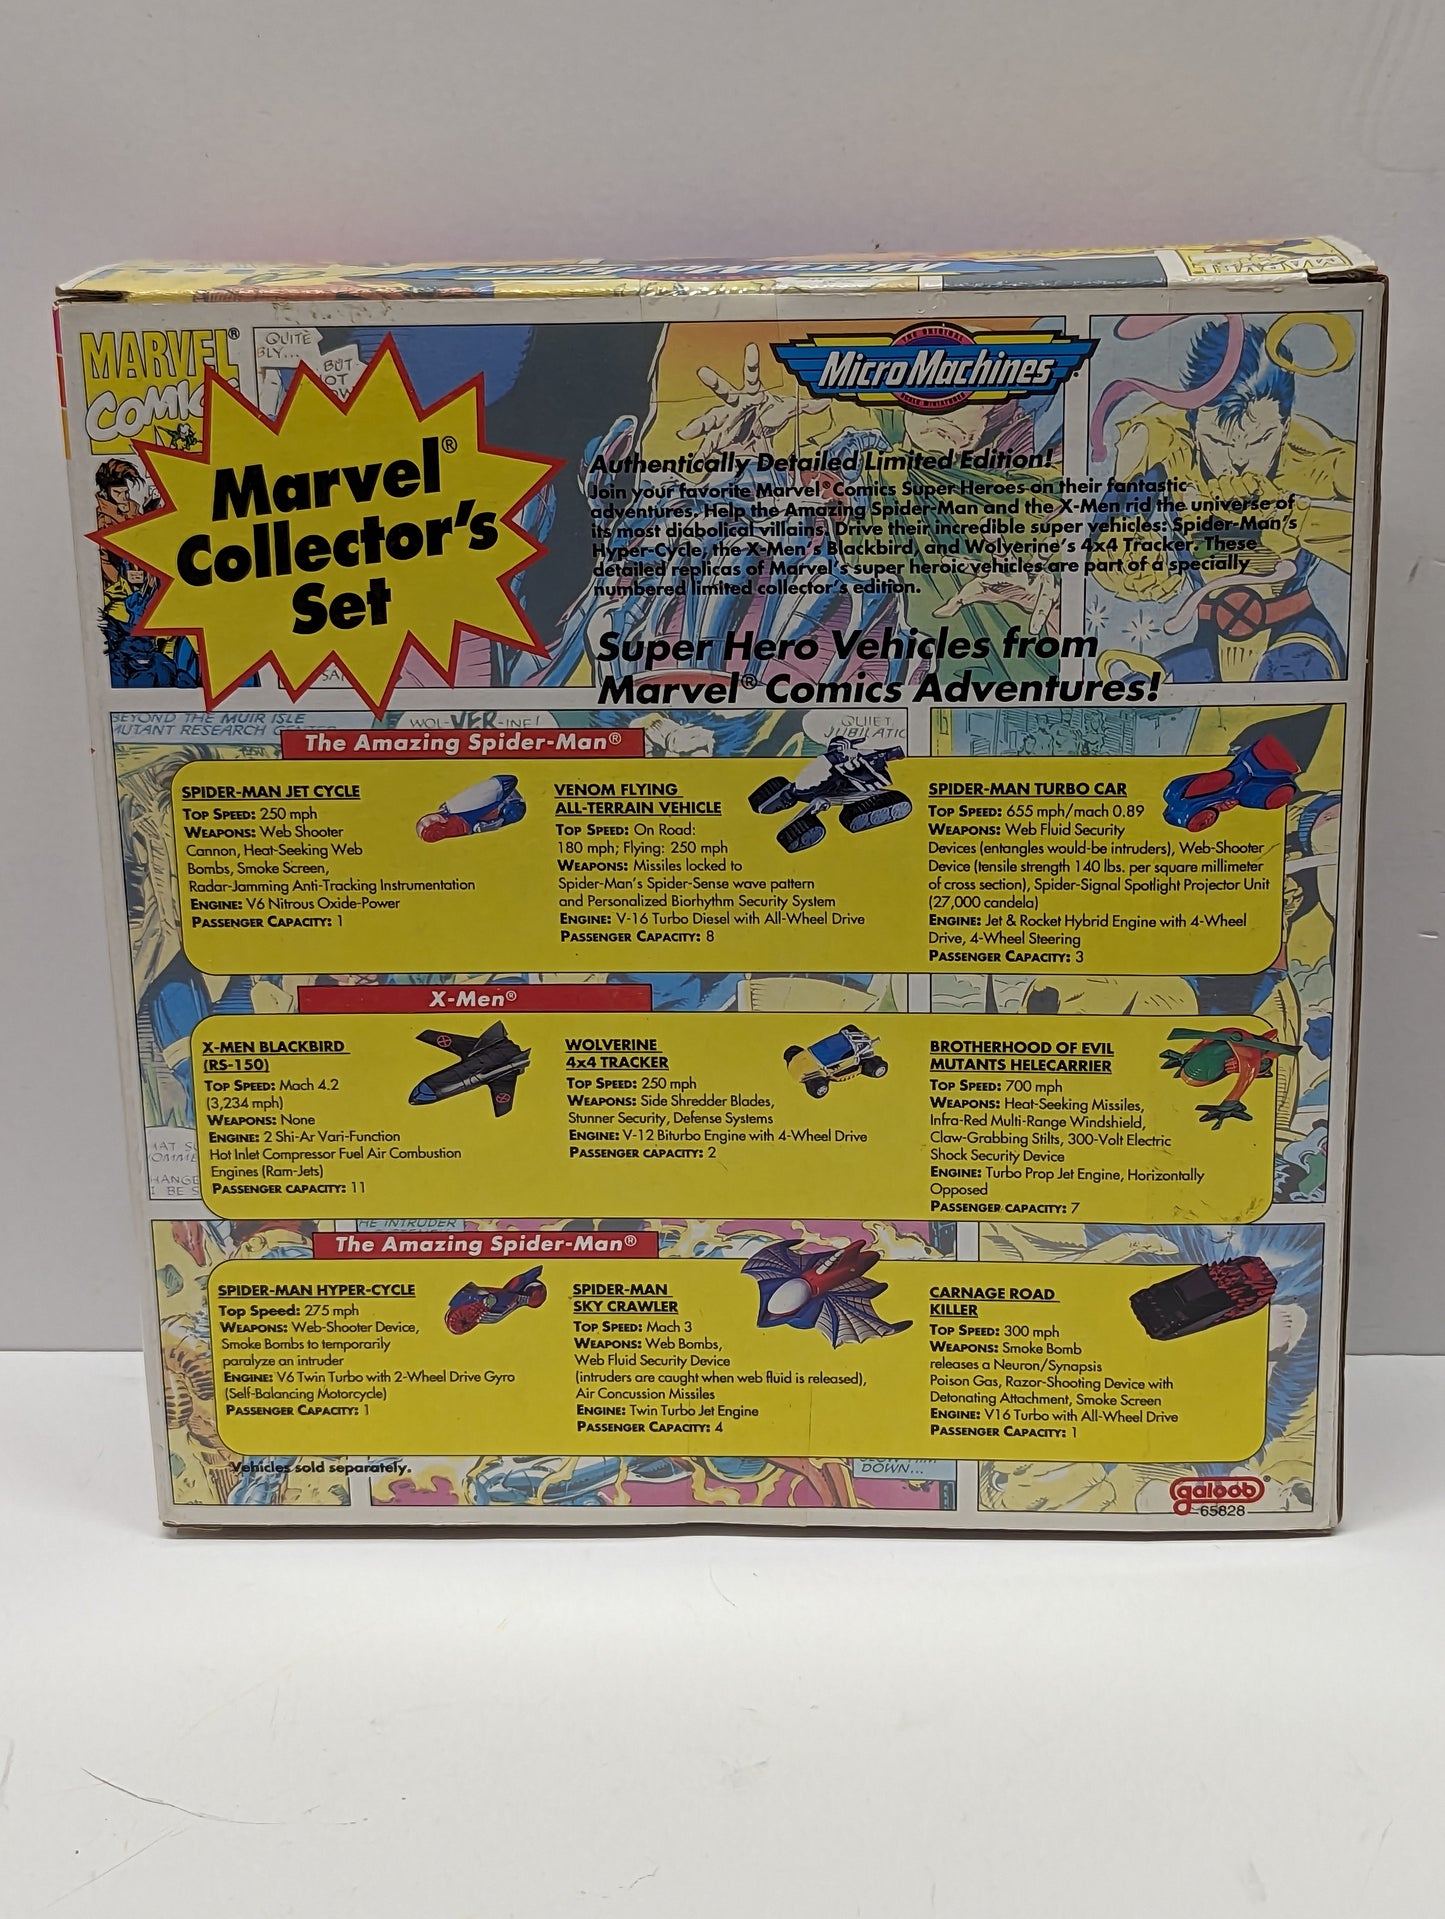 MARVEL®
COMICS
QUITE
BUT
Marvel®
Collector's
Set
THE ORIGINAL
Micro Machines
SCALE MINIATURES
Authentically Detailed Limited Edition!
Join your favorite Marvel® Comics Super Heroes on their fantastic
adventures. Help the Amazing Spider-Man and the X-Men rid the universe of
its most diabolical villains. Drive their incredible super vehicles: Spider-Man's
Hyper-Cycle, the X-Men's Blackbird, and Wolverine's 4x4 Tracker. These
detailed replicas of Marvel's super heroic vehicles are part of a specially
numbered limited collector's edition.
Super Hero Vehicles from
Marvel® Comics Adventures!
BEYOND THE MUIR ISLE
MUTANT RESEARCH
WOL-VER-INE!
QUIET,
JUBILATIO
The Amazing Spider-Man®
SPIDER-MAN JET CYCLE
TOP SPEED: 250 mph
WEAPONS: Web Shooter
Cannon, Heat-Seeking Web
Bombs, Smoke Screen,
Radar-Jamming Anti-Tracking Instrumentation
ENGINE: V6 Nitrous Oxide-Power
PASSENGER CAPACITY: 1
VENOM FLYING
ALL-TERRAIN VEHICLE
TOP SPEED: On Road:
180 mph; Flying: 250 mph
WEAPONS: Missiles locked to
Spider-Man's Spider-Sense wave pattern
and Personalized Biorhythm Security System
ENGINE: V-16 Turbo Diesel with All-Wheel Drive
PASSENGER CAPACITY: 8
SPIDER-MAN TURBO CAR
TOP SPEED: 655 mph/mach 0.89
WEAPONS: Web Fluid Security
Devices (entangles would-be intruders), Web-Shooter
Device (tensile strength 140 lbs. per square millimeter
of cross section), Spider-Signal Spotlight Projector Unit
(27,000 candela)
ENGINE: Jet & Rocket Hybrid Engine with 4-Wheel
Drive, 4-Wheel Steering
PASSENGER CAPACITY: 3
X-Men®
X-MEN BLACKBIRD
(RS-150)
TOP SPEED: Mach 4.2
(3,234 mph)
WEAPONS: None
ENGINE: 2 Shi-Ar Vari-Function
Hot Inlet Compressor Fuel Air Combustion
Engines (Ram-Jets)
PASSENGER CAPACITY: 11
WOLVERINE
4x4 TRACKER
TOP SPEED: 250 mph
WEAPONS: Side Shredder Blades,
Stunner Security, Defense Systems
ENGINE: V-12 Biturbo Engine with 4-Wheel Drive
PASSENGER CAPACITY: 2
BROTHERHOOD OF EVIL
MUTANTS HELECARRIER
TOP SPEED: 700 mph
WEAPONS: Heat-Seeking Missiles,
Infra-Red Multi-Range Windshield,
Claw-Grabbing Stilts, 300-Volt Electric
Shock Security Device
ENGINE: Turbo Prop Jet Engine, Horizontally
Opposed
PASSENGER CAPACITY: 7
HE INTRUDER
The Amazing Spider-Man®
SPIDER-MAN HYPER-CYCLE
Top Speed: 275 mph
WEAPONS: Web-Shooter Device,
Smoke Bombs to temporarily
paralyze an intruder
ENGINE: V6 Twin Turbo with 2-Wheel Drive Gyro
(Self-Balancing Motorcycle)
PASSENGER CAPACITY: 1
SPIDER-MAN
SKY CRAWLER
TOP SPEED: Mach 3
WEAPONS: Web Bombs,
Web Fluid Security Device
(intruders are caught when web fluid is released),
Air Concussion Missiles
ENGINE: Twin Turbo Jet Engine
PASSENGER CAPACITY: 4
CARNAGE ROAD
KILLER
TOP SPEED: 300 mph
WEAPONS: Smoke Bomb
releases a Neuron/Synapsis
Poison Gas, Razor-Shooting Device with
Detonating Attachment, Smoke Screen
ENGINE: V16 Turbo with All-Wheel Drive
PASSENGER CAPACITY: 1
Vehicles sold separately.
DOWN...
galoob®
65828